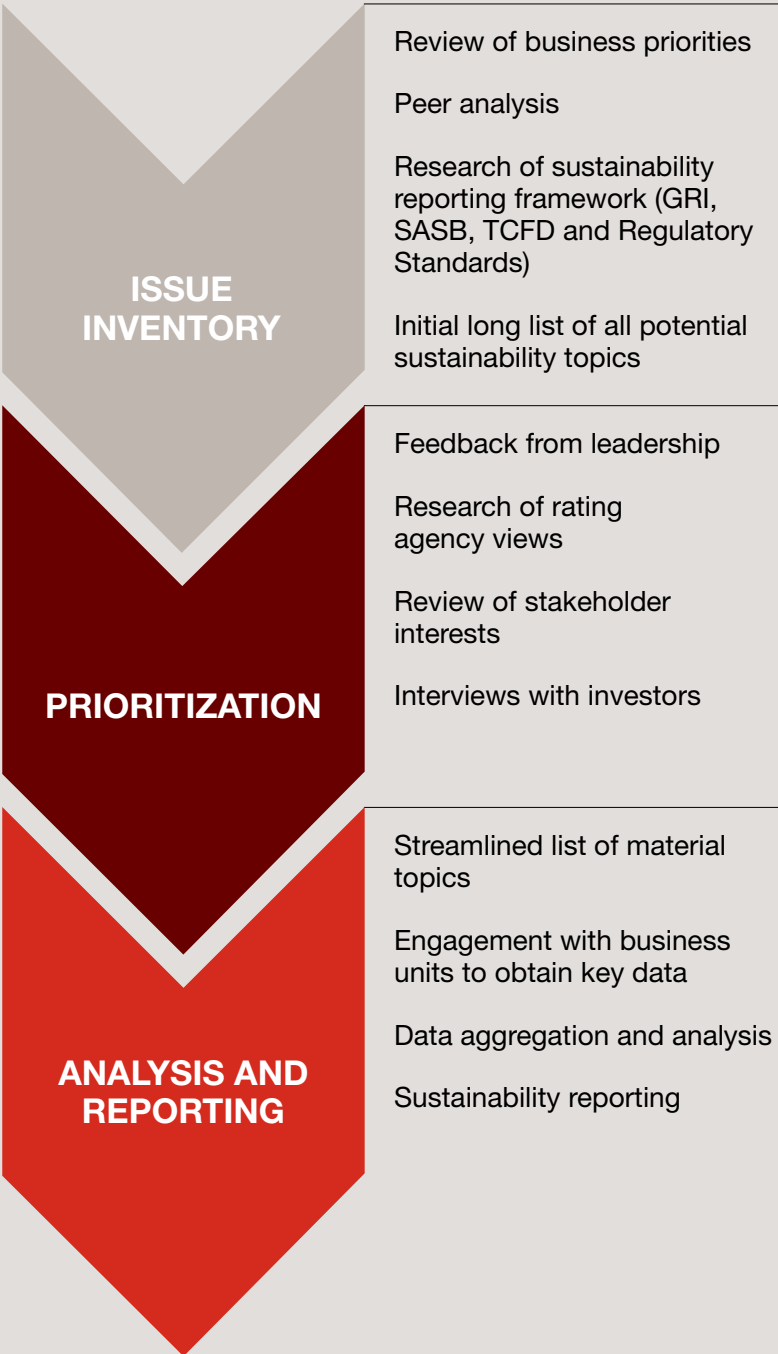 ISSUE
INVENTORY
Review of business priorities
Peer analysis
Research of sustainability
reporting framework (GRI,
SASB, TCFD and Regulatory
Standards)
Initial long list of all potential
sustainability topics
PRIORITIZATION
Feedback from leadership
Research of rating
agency views
Review of stakeholder
interests
Interviews with investors
ANALYSIS AND
REPORTING
Streamlined list of material
topics
Engagement with business
units to obtain key data
Data aggregation and analysis
Sustainability reporting